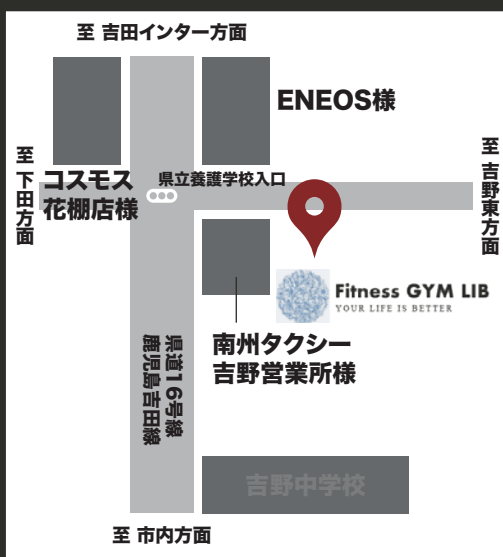 至 吉田インター方面
ENEOS様
至 下田方面
コスモス
花棚店様
県立養護学校入口
至 吉野東方面
Fitness GYM LIB
YOUR LIFE IS BETTER
南州タクシー
吉野営業所様
県道16号線
鹿児島吉田線
吉野中学校
至 市内方面